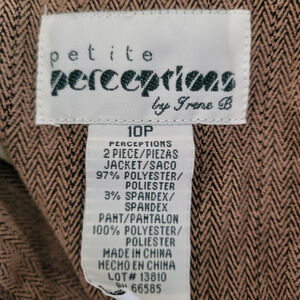 petite
perceptions
by Irene B
10P
PERCEPTIONS
2 PIECE/PIEZAS
JACKET/SACO
97% POLYESTER/
POLIESTER
3% SPANDEX/
SPANDEX
PANT/PANTALON
100% POLYESTER/
POLIESTER
MADE IN CHINA
HECHO EN CHINA
LOT# 13810
RN 66585